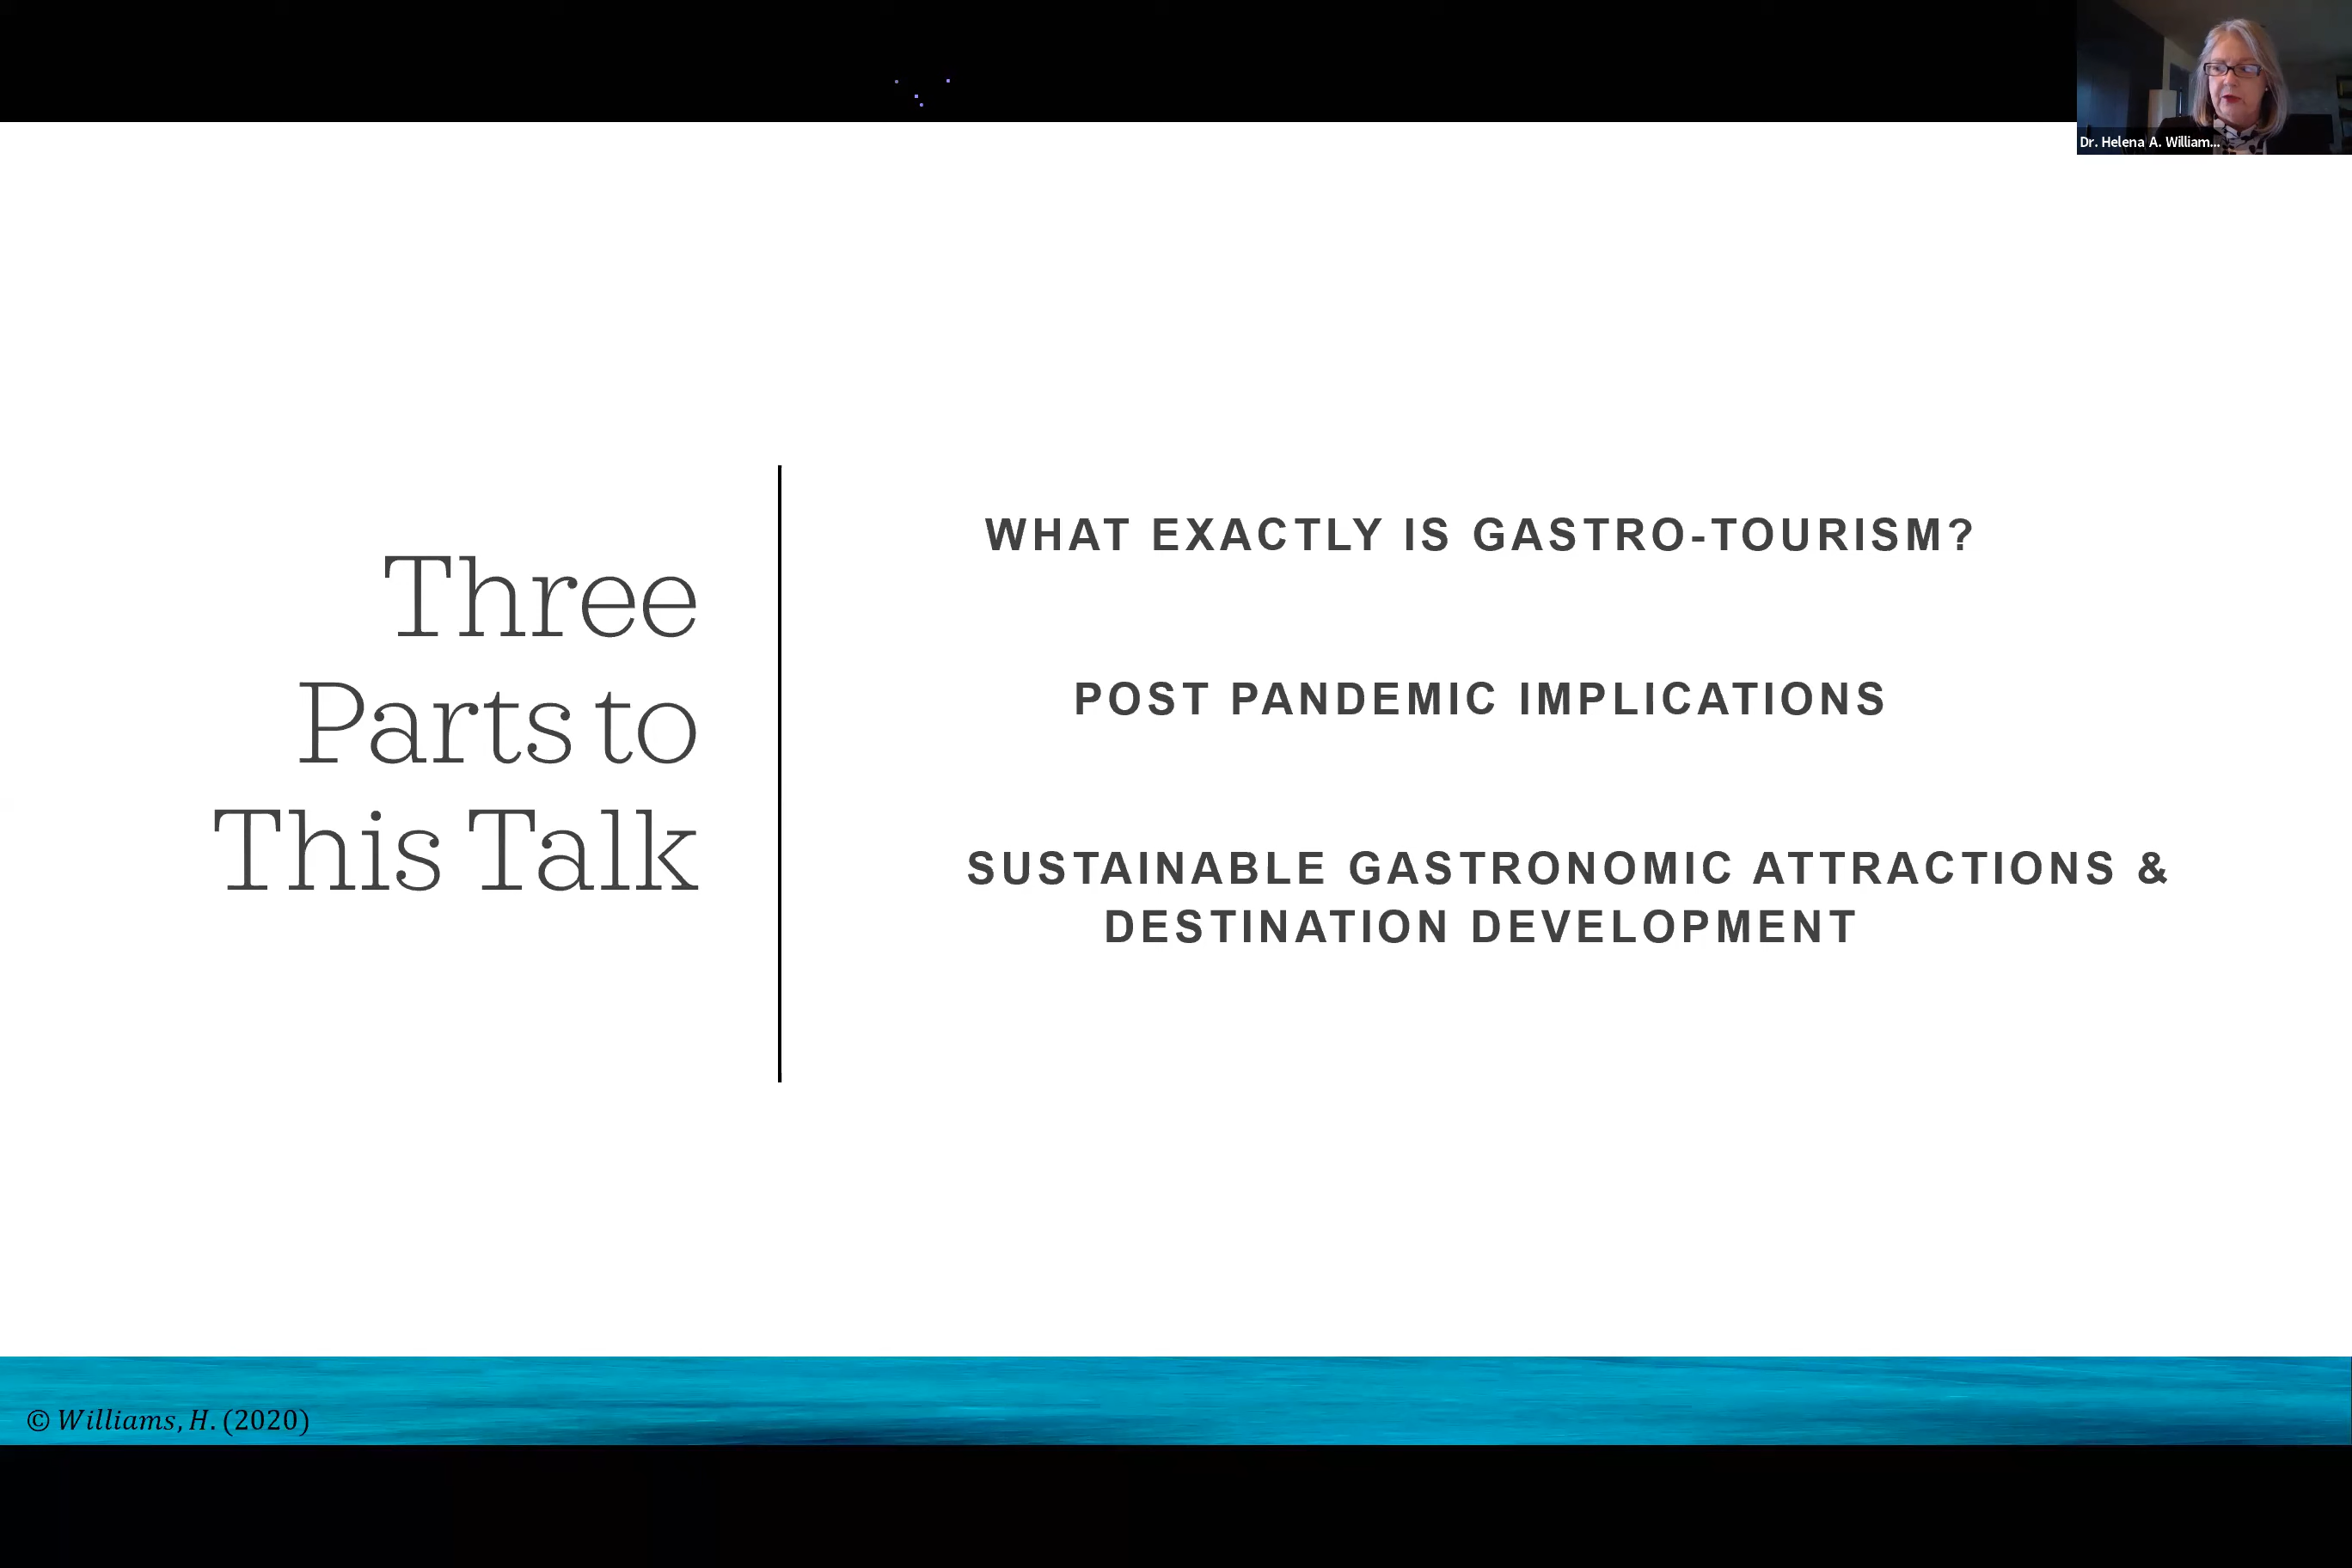 Dr. Helena A. William...
Three
Parts to
This Talk
WHAT EXACTLY IS GASTRO-TOURISM?
POST PANDEMIC IMPLICATIONS
SUSTAINABLE GASTRONOMIC ATTRACTIONS &
DESTINATION DEVELOPMENT
© Williams, H. (2020)